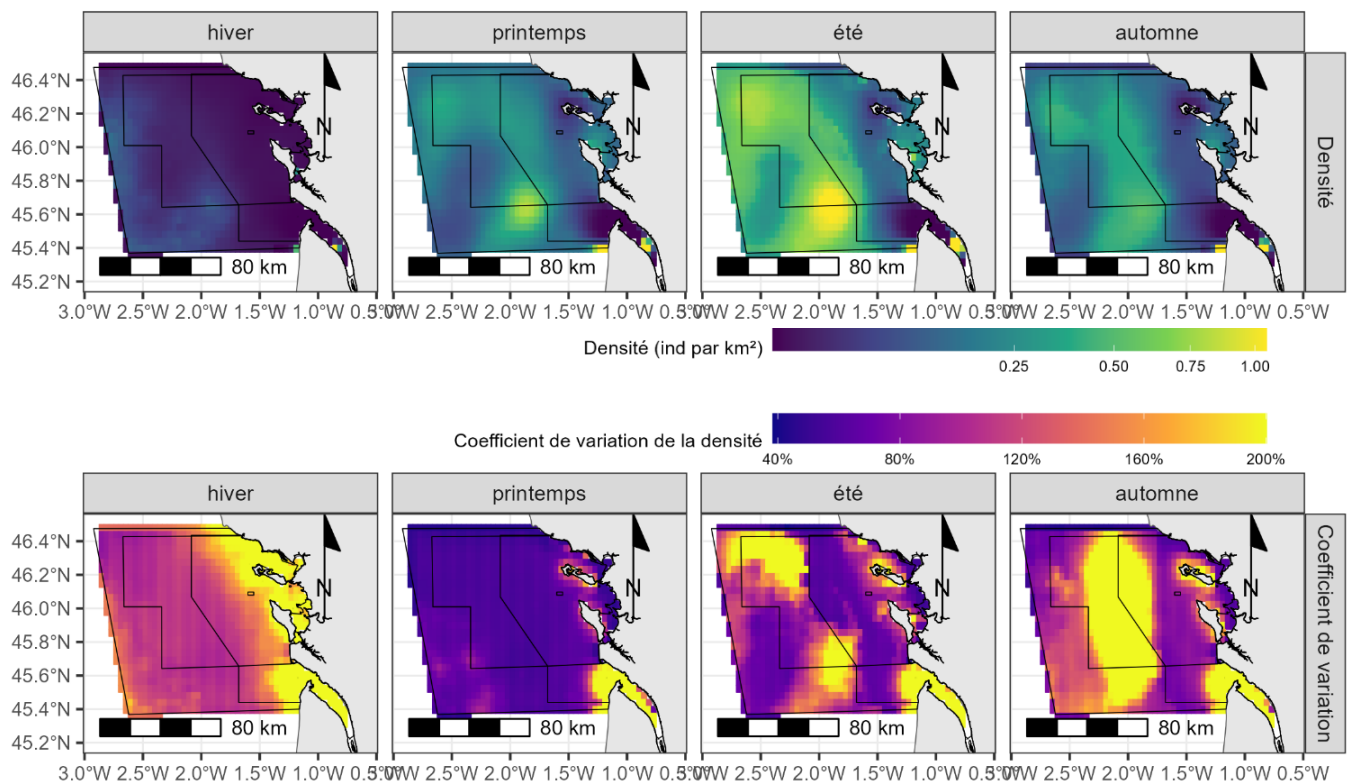 hiver printemps été automne
46.4°N
46.2°N
46.0°N
45.8°N
45.6°N
45.4°N
45.2°N
N N N N
80 km 80 km 80 km 80 km
Densité
3.0°W 2.5°W 2.0°W 1.5°W 1.0°W 0.5°W 2.5°W 2.0°W 1.5°W 1.0°W 0.5°W 2.5°W 2.0°W 1.5°W 1.0°W 0.5°W 2.5°W 2.0°W 1.5°W 1.0°W 0.5°W
Densité (ind par km²)
0.25 0.50 0.75 1.00
Coefficient de variation de la densité
40% 80% 120% 160% 200%
hiver printemps été automne
46.4°N
46.2°N
46.0°N
45.8°N
45.6°N
45.4°N
45.2°N
N N N N
80 km 80 km 80 km 80 km
Coefficient de variation
3.0°W 2.5°W 2.0°W 1.5°W 1.0°W 0.5°W 2.5°W 2.0°W 1.5°W 1.0°W 0.5°W 2.5°W 2.0°W 1.5°W 1.0°W 0.5°W 2.5°W 2.0°W 1.5°W 1.0°W 0.5°W